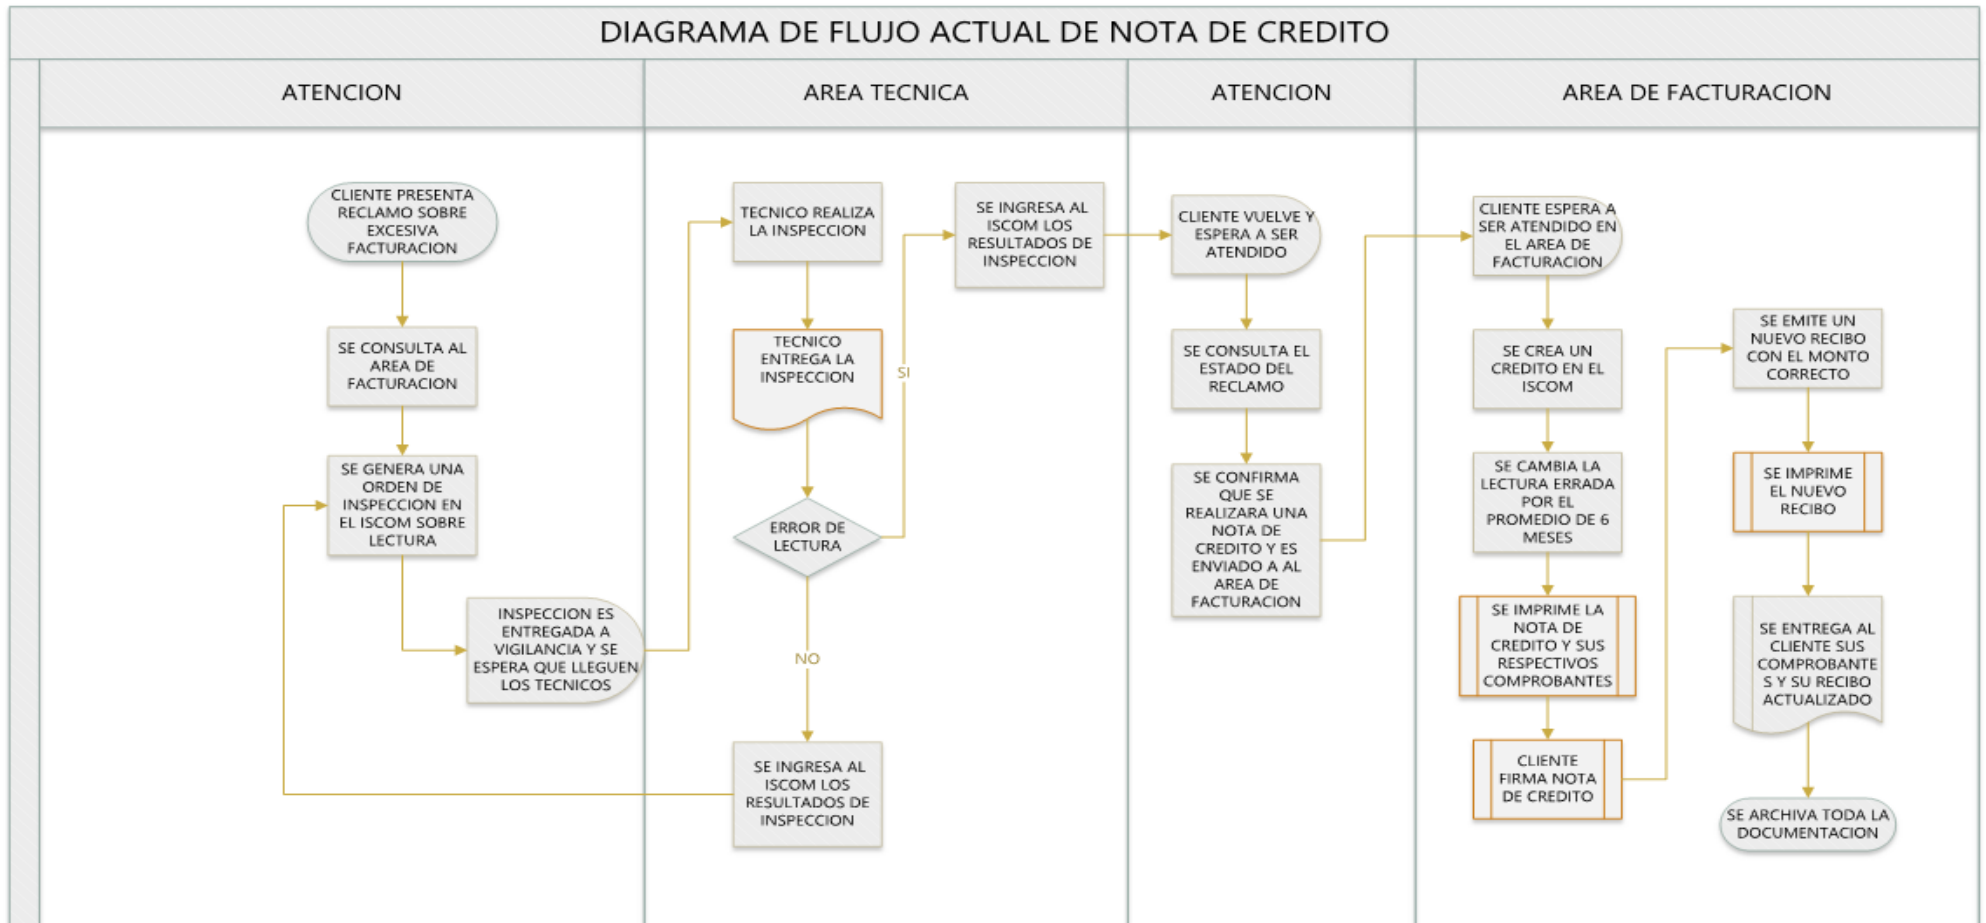 DIAGRAMA DE FLUJO ACTUAL DE NOTA DE CREDITO
ATENCION
AREA TECNICA
ATENCION
AREA DE FACTURACION
CLIENTE PRESENTA
RECLAMO SOBRE
EXCESIVA
FACTURACION
SE CONSULTA AL
AREA DE
FACTURACION
SE GENERA UNA
ORDEN DE
INSPECCION EN
EL ISCOM SOBRE
LECTURA
INSPECCION ES
ENTREGADA A
VIGILANCIA Y SE
ESPERA QUE LLEGUEN
LOS TECNICOS
TECNICO REALIZA
LA INSPECCION
TECNICO
ENTREGA LA
INSPECCION
ERROR DE
LECTURA
SI
NO
SE INGRESA AL
ISCOM LOS
RESULTADOS DE
INSPECCION
SE INGRESA AL
ISCOM LOS
RESULTADOS DE
INSPECCION
CLIENTE VUELVE Y
ESPERA A SER
ATENDIDO
SE CONSULTA EL
ESTADO DEL
RECLAMO
SE CONFIRMA
QUE SE
REALIZARA UNA
NOTA DE
CREDITO Y ES
ENVIADO A AL
AREA DE
FACTURACION
CLIENTE ESPERA A
SER ATENDIDO EN
EL AREA DE
FACTURACION
SE CREA UN
CREDITO EN EL
ISCOM
SE CAMBIA LA
LECTURA ERRADA
POR EL
PROMEDIO DE 6
MESES
SE IMPRIME LA
NOTA DE
CREDITO Y SUS
RESPECTIVOS
COMPROBANTES
CLIENTE
FIRMA NOTA
DE CREDITO
SE EMITE UN
NUEVO RECIBO
CON EL MONTO
CORRECTO
SE IMPRIME
EL NUEVO
RECIBO
SE ENTREGA AL
CLIENTE SUS
COMPROBANTE
S Y SU RECIBO
ACTUALIZADO
SE ARCHIVA TODA LA
DOCUMENTACION